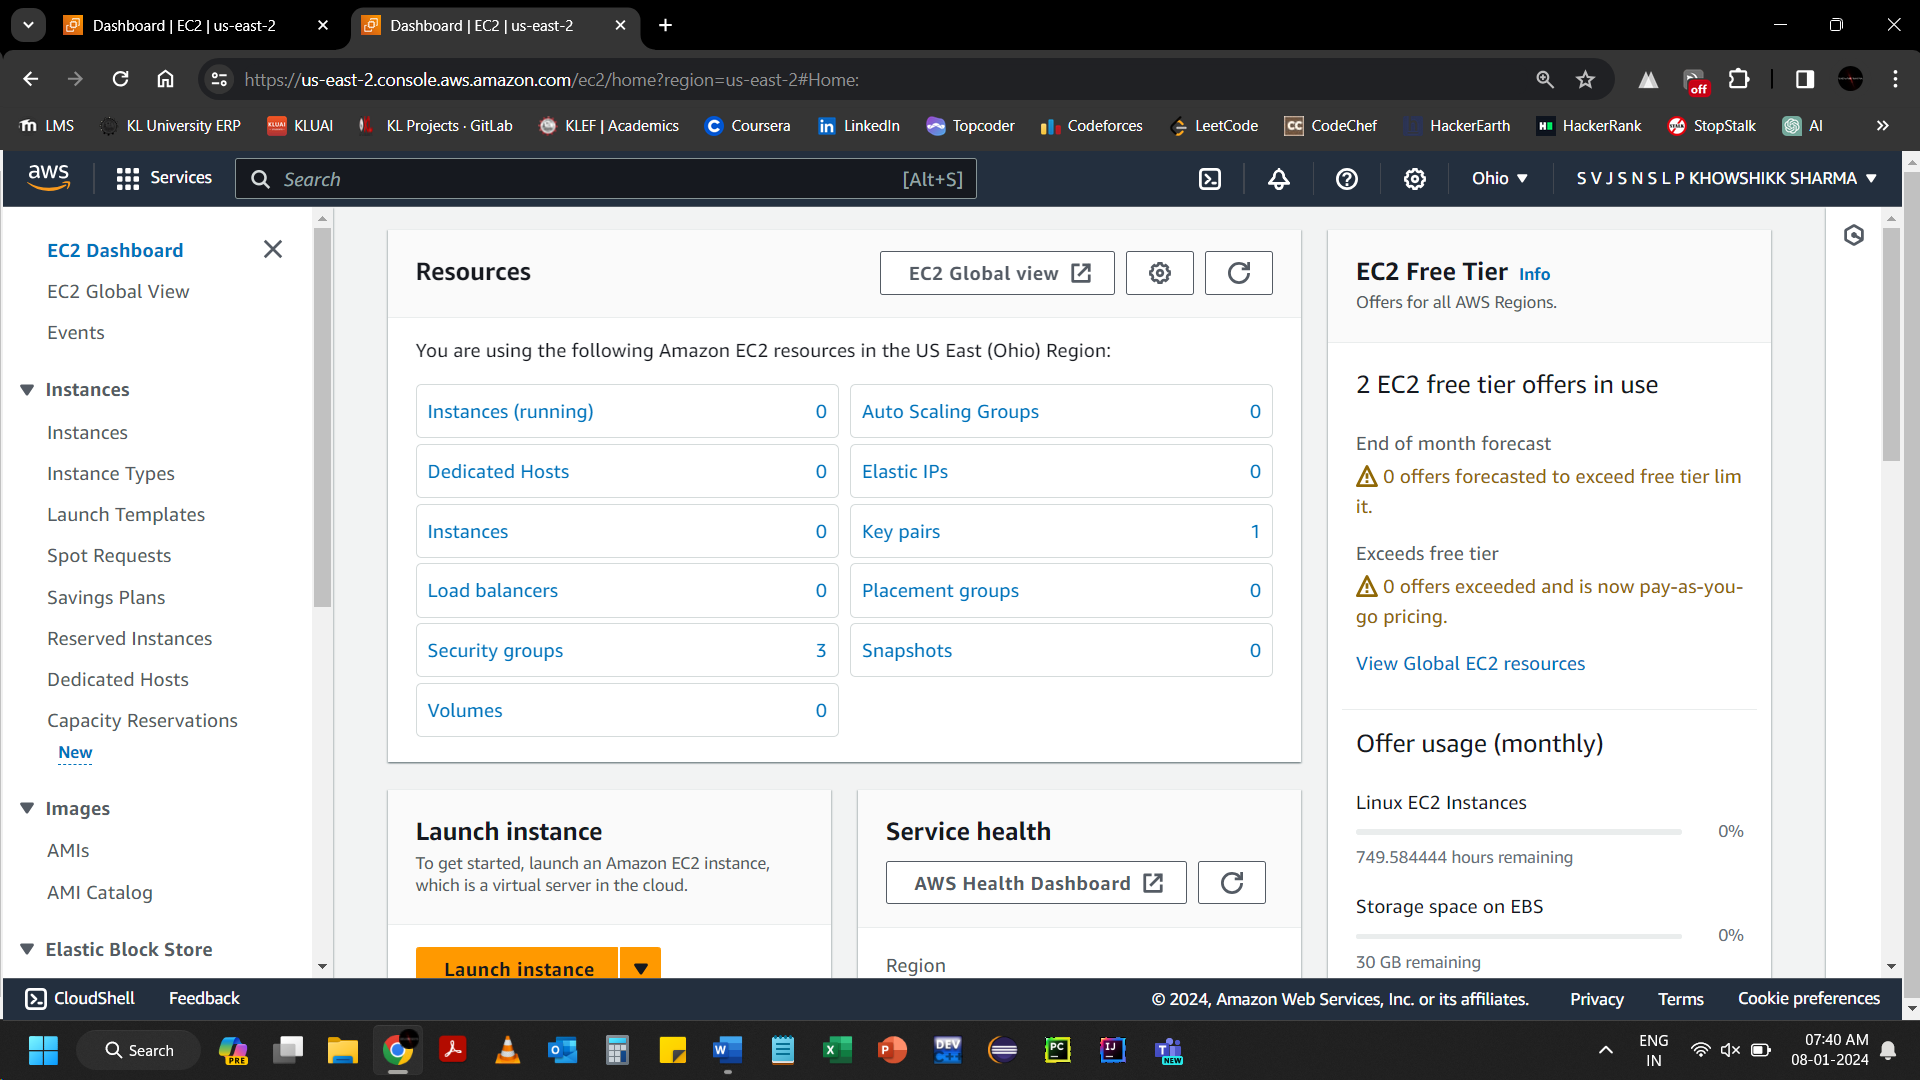 Dashboard | EC2 | us-east-2
Dashboard | EC2 | us-east-2
https://us-east-2.console.aws.amazon.com/ec2/home?region=us-east-2#Home:
off
LMS
KL University ERP
KLUAI
KLUAI
KL Projects · GitLab
KLEF | Academics
Coursera
LinkedIn
Topcoder
Codeforces
LeetCode
CC
CodeChef
HackerEarth
HackerRank
StopStalk
AI
aws
Services
Search
[Alt+S]
Ohio
S V J S N S L P KHOWSHIKK SHARMA
EC2 Dashboard
EC2 Global View
Events
Instances
Instances
Instance Types
Launch Templates
Spot Requests
Savings Plans
Reserved Instances
Dedicated Hosts
Capacity Reservations
New
Images
AMIs
AMI Catalog
Elastic Block Store
Resources
EC2 Global view
You are using the following Amazon EC2 resources in the US East (Ohio) Region:
Instances (running) 0
Auto Scaling Groups 0
Dedicated Hosts 0
Elastic IPs 0
Instances 0
Key pairs 1
Load balancers 0
Placement groups 0
Security groups 3
Snapshots 0
Volumes 0
Launch instance
To get started, launch an Amazon EC2 instance,
which is a virtual server in the cloud.
Launch instance
Service health
AWS Health Dashboard
Region
EC2 Free Tier Info
Offers for all AWS Regions.
2 EC2 free tier offers in use
End of month forecast
0 offers forecasted to exceed free tier lim
it.
Exceeds free tier
0 offers exceeded and is now pay-as-you-
go pricing.
View Global EC2 resources
Offer usage (monthly)
Linux EC2 Instances
0%
749.584444 hours remaining
Storage space on EBS
0%
30 GB remaining
CloudShell
Feedback
© 2024, Amazon Web Services, Inc. or its affiliates.
Privacy
Terms
Cookie preferences
Search
PRE
DEV
C++
PC
IJ
NEW
ENG
IN
07:40 AM
08-01-2024